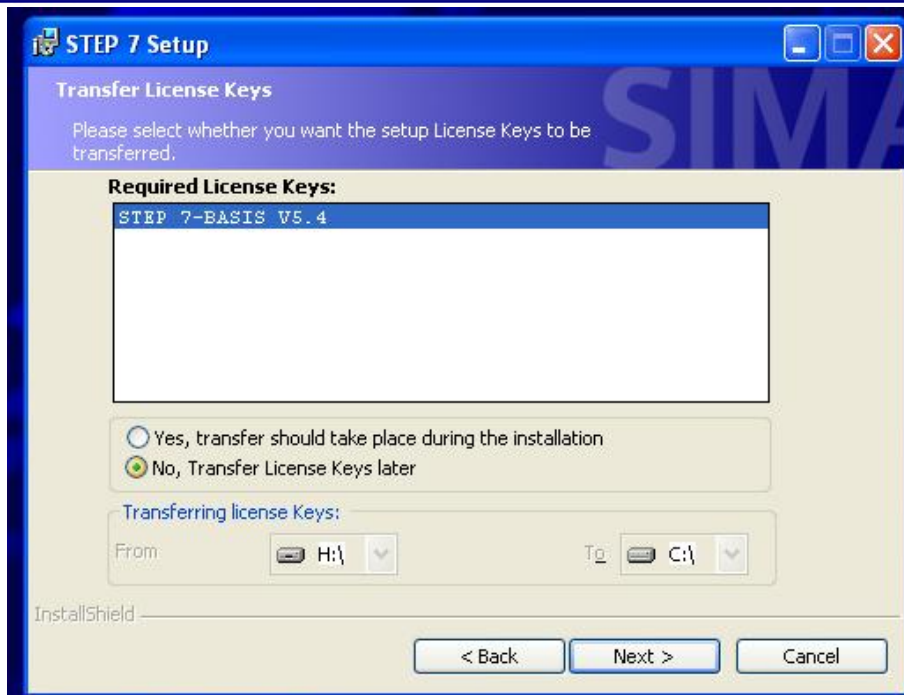 STEP 7 Setup
Transfer License Keys
SIMA
Please select whether you want the setup License Keys to be
transferred.
Required License Keys:
STEP 7-BASIS V5.4
Yes, transfer should take place during the installation
No, Transfer License Keys later
Transferring license Keys:
From H:\ To C:\
InstallShield
< Back Next > Cancel